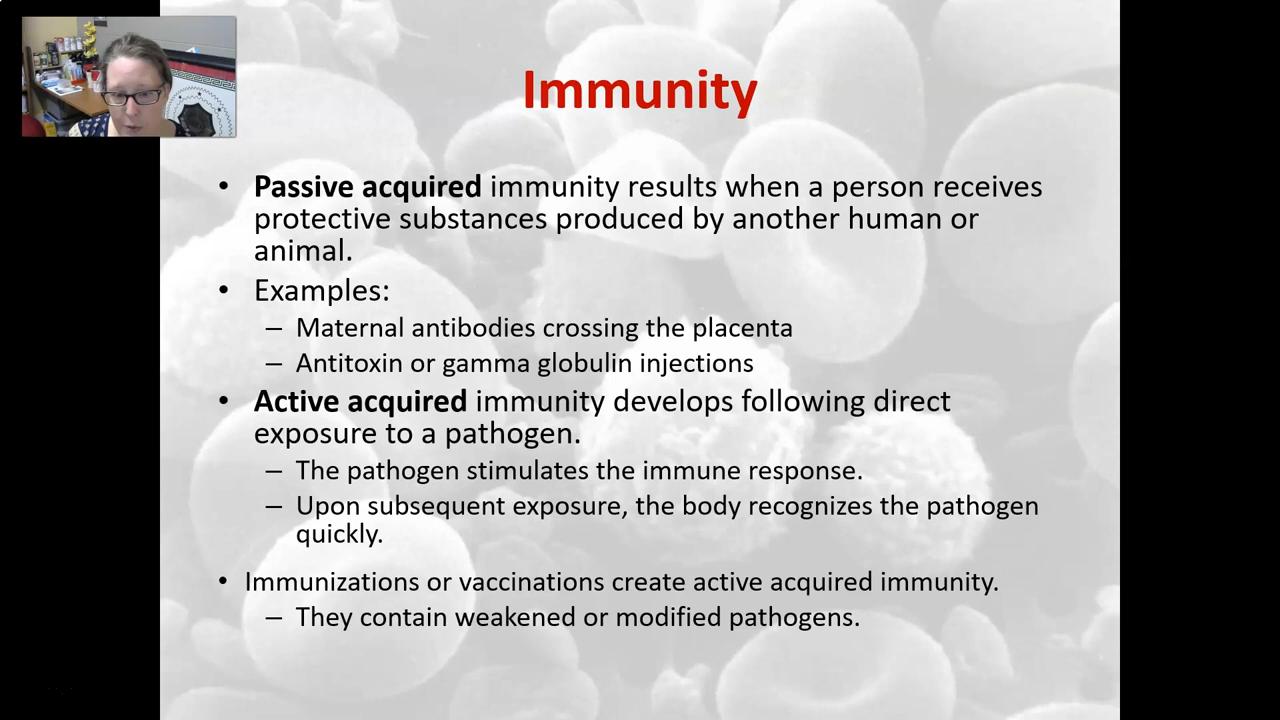 Immunity
• Passive acquired immunity results when a person receives
protective substances produced by another human or
animal.
• Examples:
– Maternal antibodies crossing the placenta
– Antitoxin or gamma globulin injections
• Active acquired immunity develops following direct
exposure to a pathogen.
– The pathogen stimulates the immune response.
– Upon subsequent exposure, the body recognizes the pathogen
quickly.
• Immunizations or vaccinations create active acquired immunity.
– They contain weakened or modified pathogens.